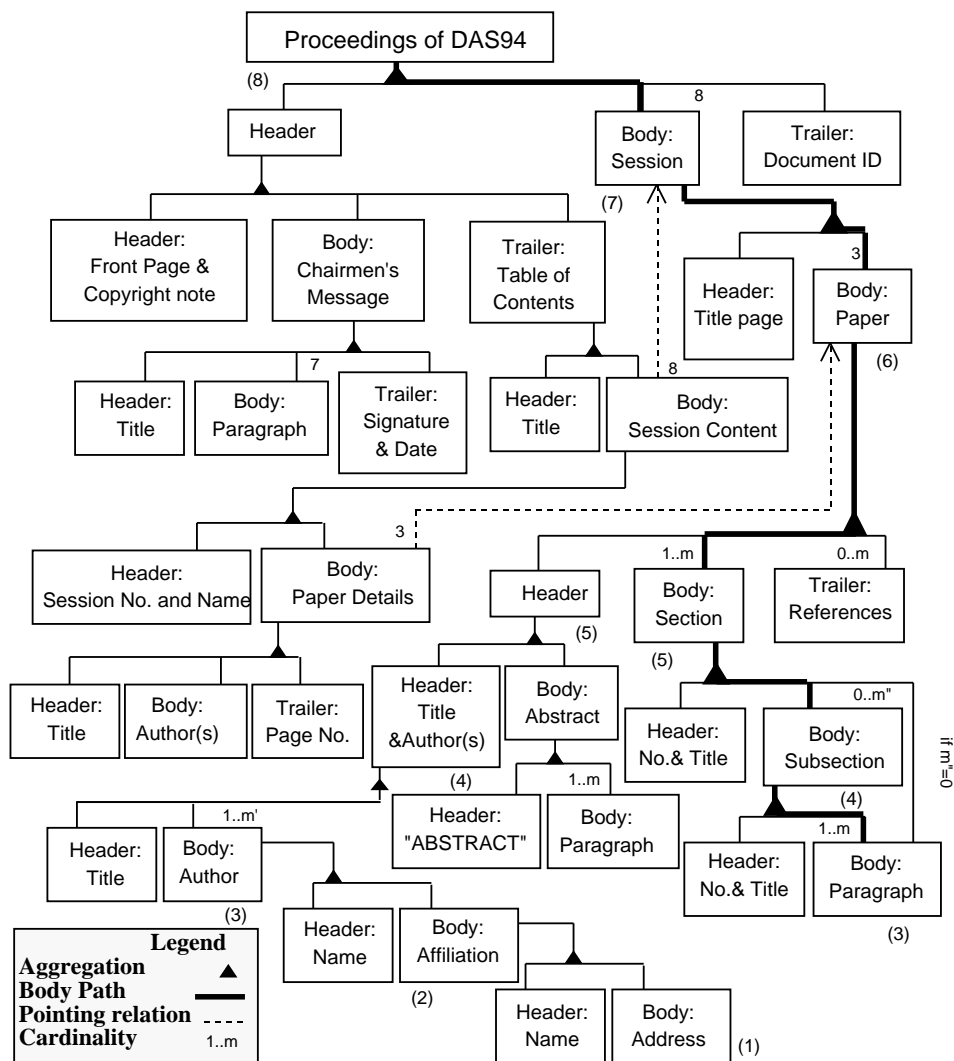 Proceedings of DAS94
(8)
8
Header
Body:
Session
Trailer:
Document ID
(7)
Header:
Front Page &
Copyright note
Body:
Chairmen's
Message
Trailer:
Table of
Contents
3
Header:
Title page
Body:
Paper
(6)
7
8
Header:
Title
Body:
Paragraph
Trailer:
Signature
& Date
Header:
Title
Body:
Session Content
3
1..m
0..m
Header:
Session No. and Name
Body:
Paper Details
Header
Body:
Section
Trailer:
References
(5)
(5)
Header:
Title
Body:
Author(s)
Trailer:
Page No.
Header:
Title
&Author(s)
Body:
Abstract
0..m"
if m"=0
Header:
No.& Title
Body:
Subsection
(4)
1..m
(4)
1..m'
1..m
Header:
"ABSTRACT"
Body:
Paragraph
Header:
Title
Body:
Author
Header:
No.& Title
Body:
Paragraph
(3)
(3)
Header:
Name
Body:
Affiliation
(2)
Header:
Name
Body:
Address
(1)
Legend
Aggregation
Body Path
Pointing relation
Cardinality
1..m